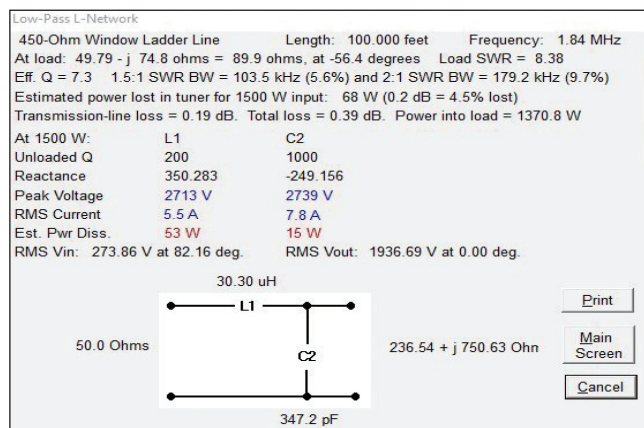 Low-Pass L-Network
450-Ohm Window Ladder Line Length: 100.000 feet Frequency: 1.84 MHz
At load: 49.79 - j 74.8 ohms = 89.9 ohms, at -56.4 degrees Load SWR = 8.38
Eff. Q = 7.3 1.5:1 SWR BW = 103.5 kHz (5.6%) and 2:1 SWR BW = 179.2 kHz (9.7%)
Estimated power lost in tuner for 1500 W input: 68 W (0.2 dB = 4.5% lost)
Transmission-line loss = 0.19 dB. Total loss = 0.39 dB. Power into load = 1370.8 W
At 1500 W: L1 C2
Unloaded Q 200 1000
Reactance 350.283 -249.156
Peak Voltage 2713 V 2739 V
RMS Current 5.5 A 7.8 A
Est. Pwr Diss. 53 W 15 W
RMS Vin: 273.86 V at 82.16 deg. RMS Vout: 1936.69 V at 0.00 deg.
30.30 uH
L1
Print
50.0 Ohms
C2
236.54 + j 750.63 Ohn
Main
Screen
Cancel
347.2 pF